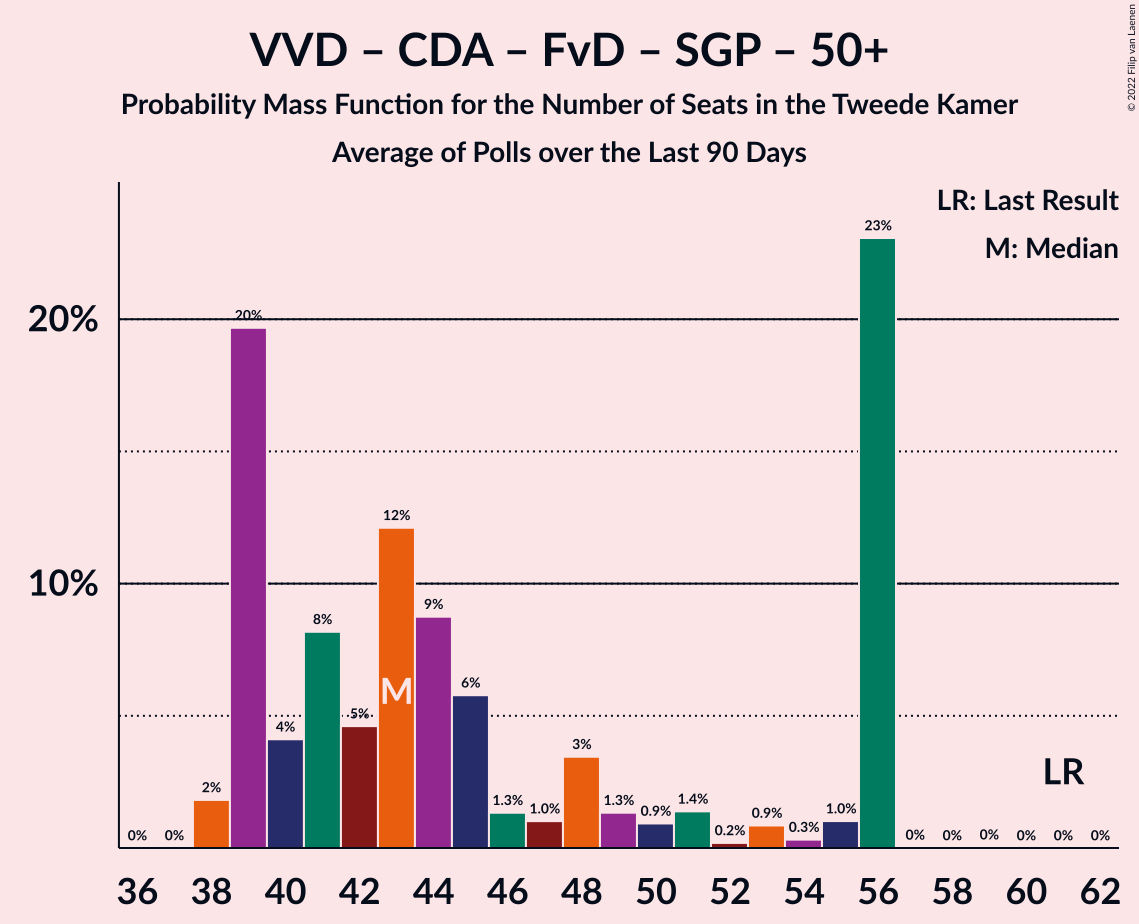 VVD – CDA – FvD – SGP – 50+
Probability Mass Function for the Number of Seats in the Tweede Kamer
Average of Polls over the Last 90 Days
© 2022 Filip van Laenen
LR: Last Result
M: Median
20%
10%
0% 0% 2% 20% 4% 8% 5% 12% 9% 6% 1.3% 1.0% 3% 1.3% 0.9% 1.4% 0.2% 0.9% 0.3% 1.0% 23% 0% 0% 0% 0% 0% 0%
M
LR
36 38 40 42 44 46 48 50 52 54 56 58 60 62